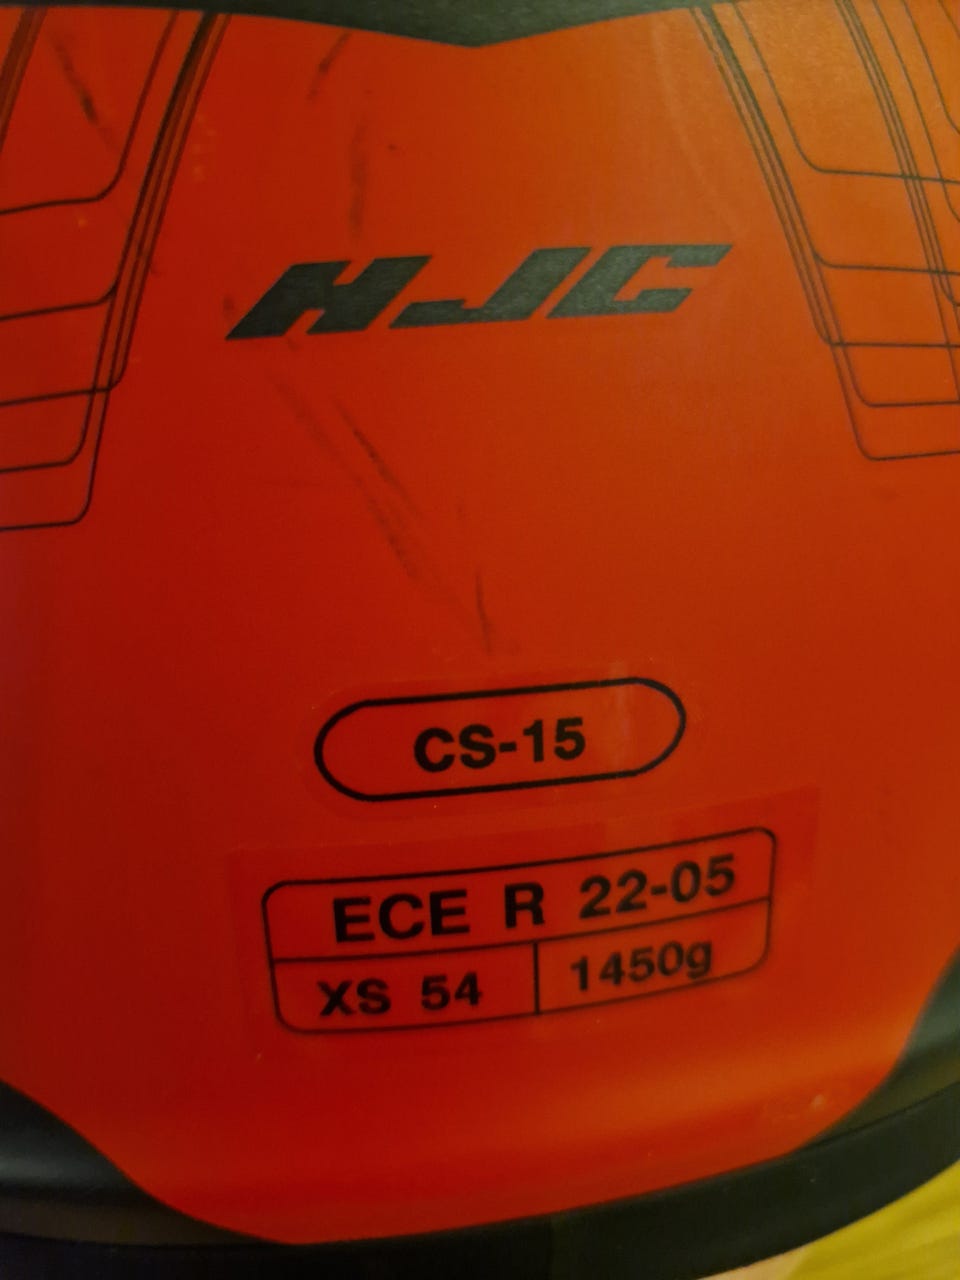 HJC
CS-15
ECE R 22-05
XS 54 1450g